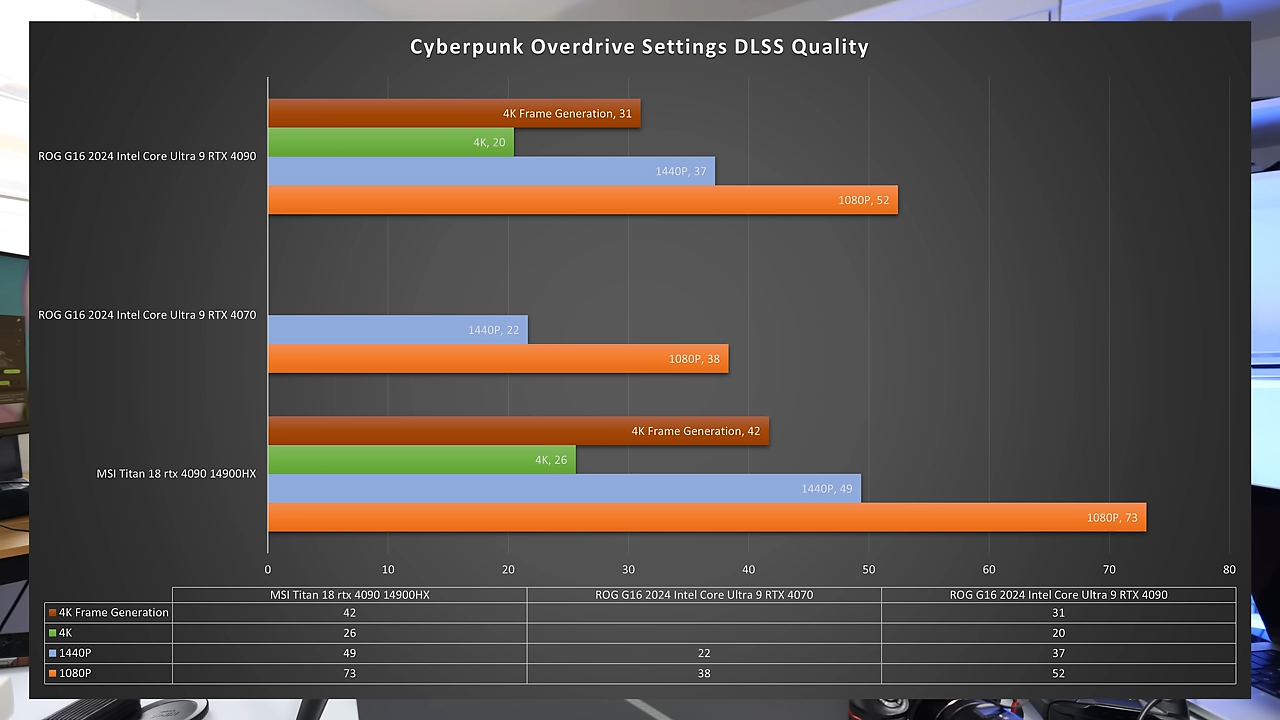 Cyberpunk Overdrive Settings DLSS Quality
ROG G16 2024 Intel Core Ultra 9 RTX 4090
4K Frame Generation, 31
4K, 20
1440P, 37
1080P, 52
ROG G16 2024 Intel Core Ultra 9 RTX 4070
1440P, 22
1080P, 38
MSI Titan 18 rtx 4090 14900HX
4K Frame Generation, 42
4K, 26
1440P, 49
1080P, 73
0 10 20 30 40 50 60 70 80
MSI Titan 18 rtx 4090 14900HX ROG G16 2024 Intel Core Ultra 9 RTX 4070 ROG G16 2024 Intel Core Ultra 9 RTX 4090
4K Frame Generation 42 31
4K 26 20
1440P 49 22 37
1080P 73 38 52